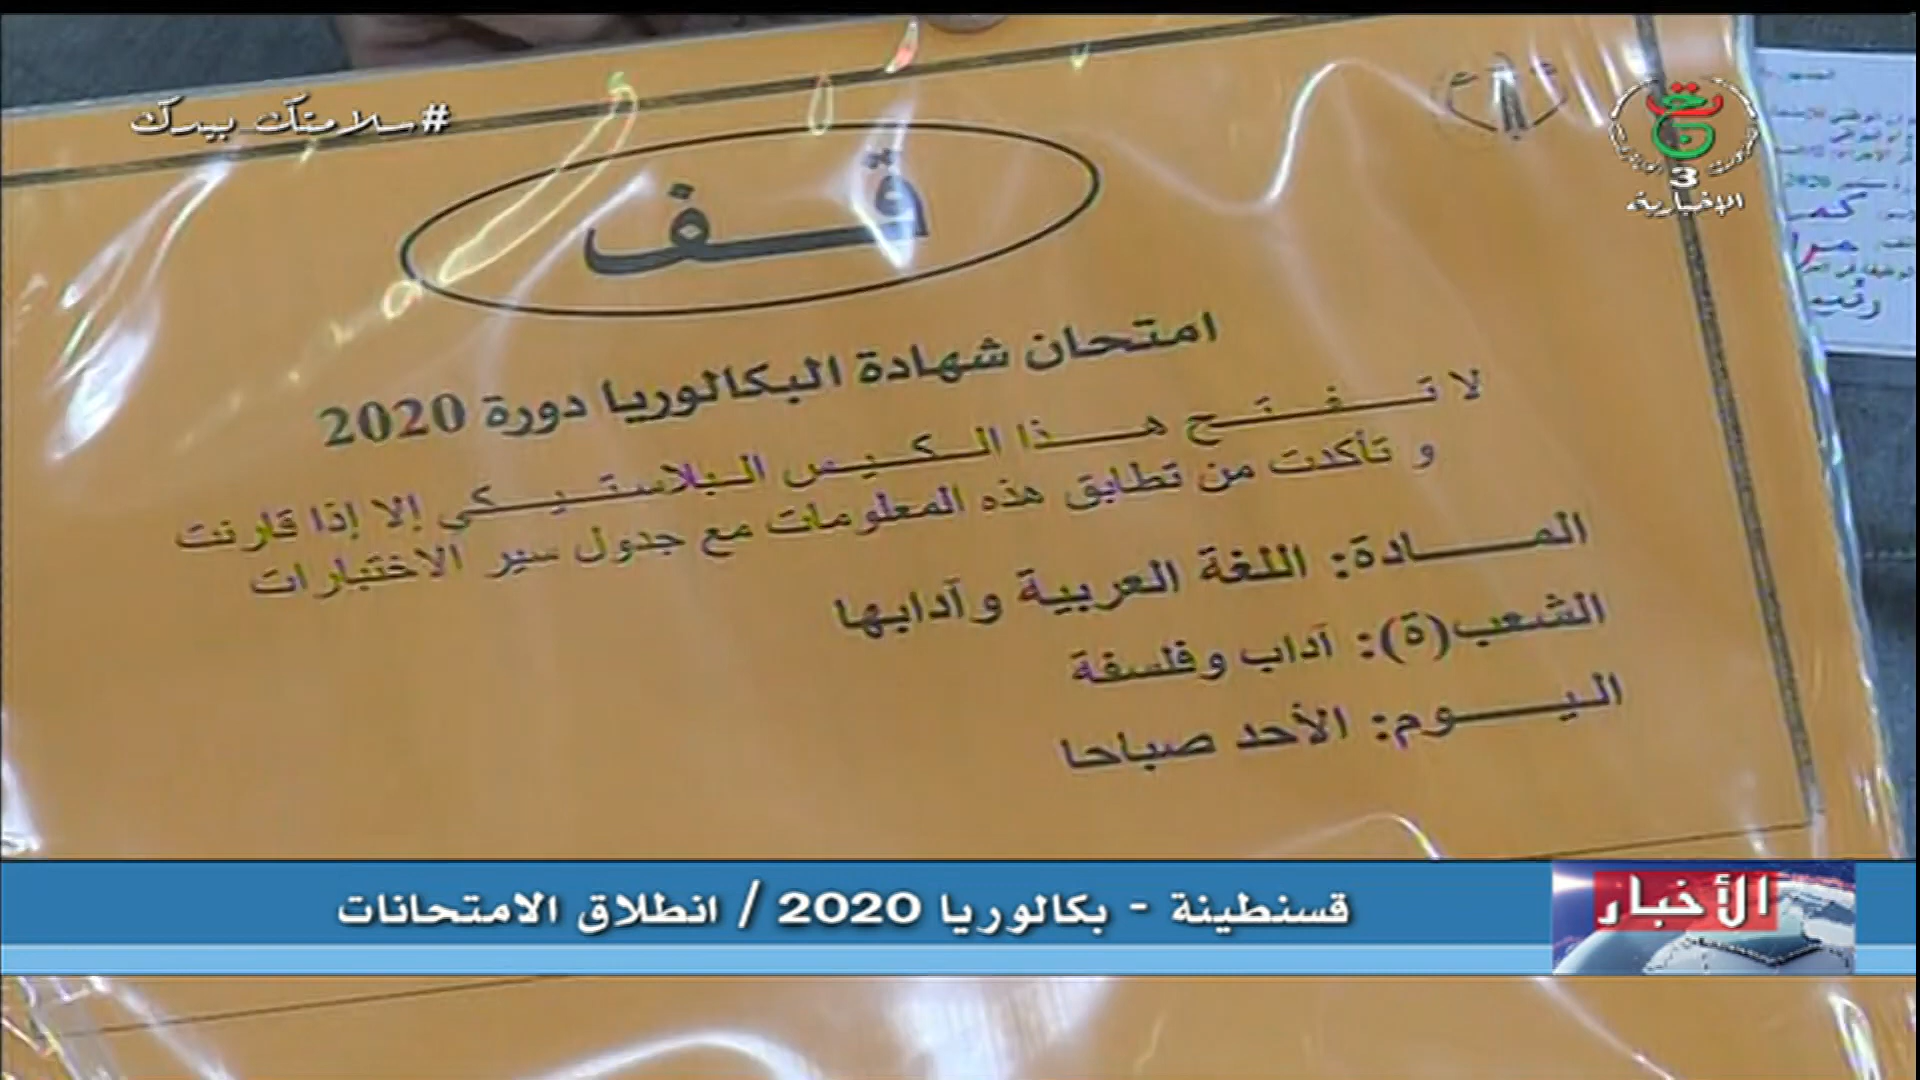 #سلامتك بيدك
3
الإخبارية
قف
امتحان شهادة البكالوريا دورة 2020
لا تفتح هذا الكيس البلاستيكي إلا إذا قارنت
و تأكدت من تطابق هذه المعلومات مع جدول سير الاختبارات
المادة: اللغة العربية وآدابها
الشعب(ة): آداب وفلسفة
اليوم: الأحد صباحا
الأخبار
قسنطينة - بكالوريا 2020 / انطلاق الامتحانات